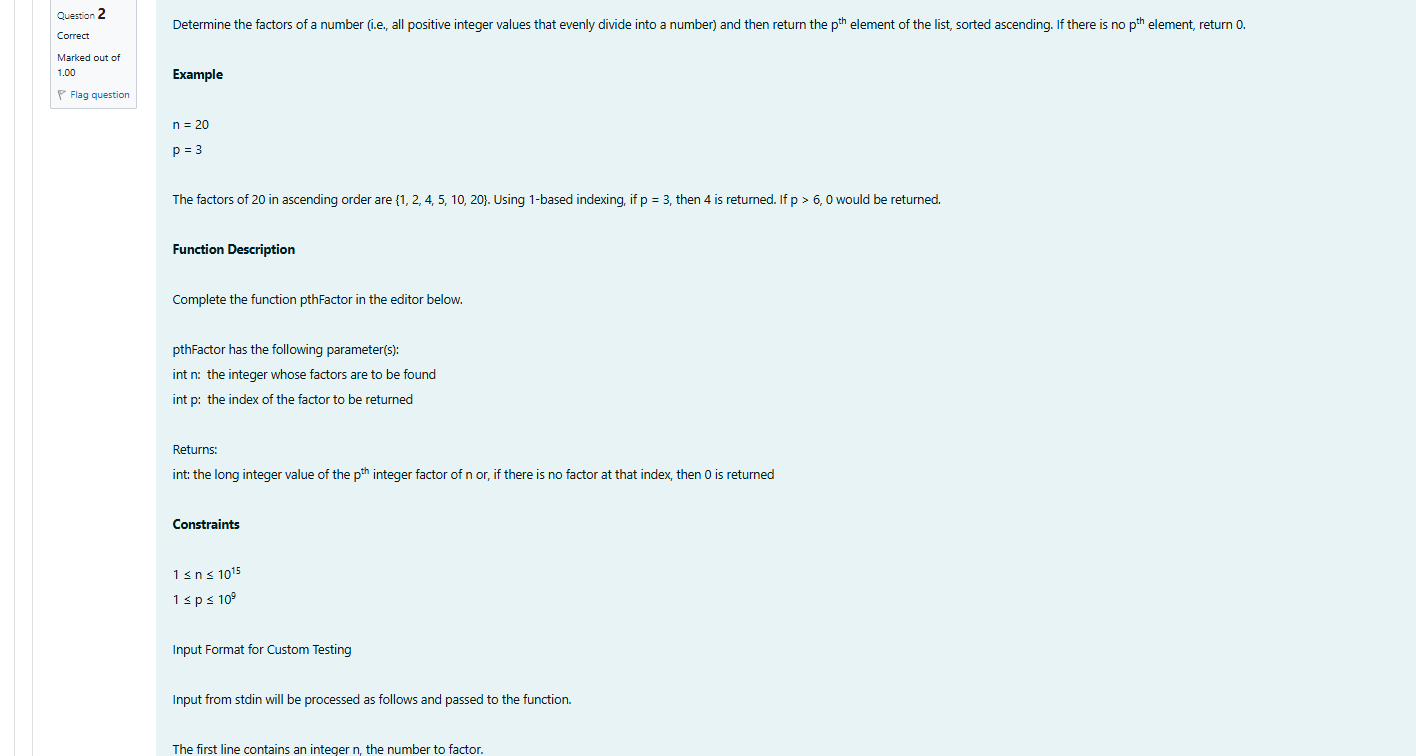 Question 2
Correct
Marked out of
1.00
Flag question
Determine the factors of a number (i.e., all positive integer values that evenly divide into a number) and then return the pth element of the list, sorted ascending. If there is no pth element, return 0.
Example
n = 20
p = 3
The factors of 20 in ascending order are {1, 2, 4, 5, 10, 20}. Using 1-based indexing, if p = 3, then 4 is returned. If p > 6, 0 would be returned.
Function Description
Complete the function pthFactor in the editor below.
pthFactor has the following parameter(s):
int n: the integer whose factors are to be found
int p: the index of the factor to be returned
Returns:
int: the long integer value of the pth integer factor of n or, if there is no factor at that index, then 0 is returned
Constraints
1 ≤ n ≤ 10¹⁵
1 ≤ p ≤ 10⁹
Input Format for Custom Testing
Input from stdin will be processed as follows and passed to the function.
The first line contains an integer n, the number to factor.